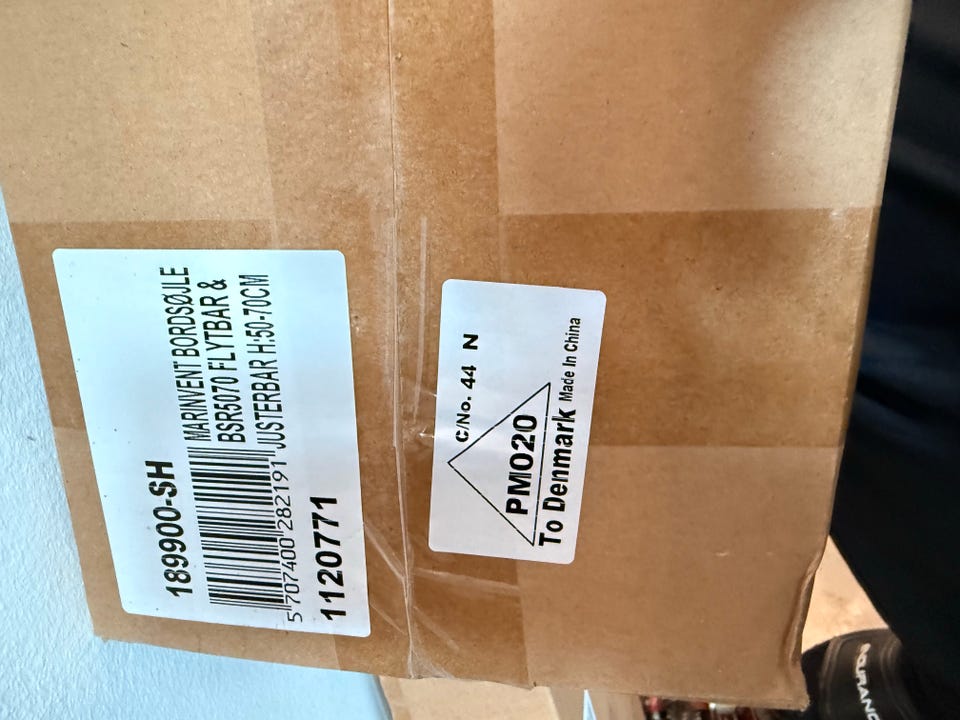 189900-SH
MARINVENT BORDSØJLE
BSR5070 FLYTBAR &
JUSTERBAR H:50-70CM
5 707400 282191
1120771
C/No. 44 N
PMO20
To Denmark Made In China